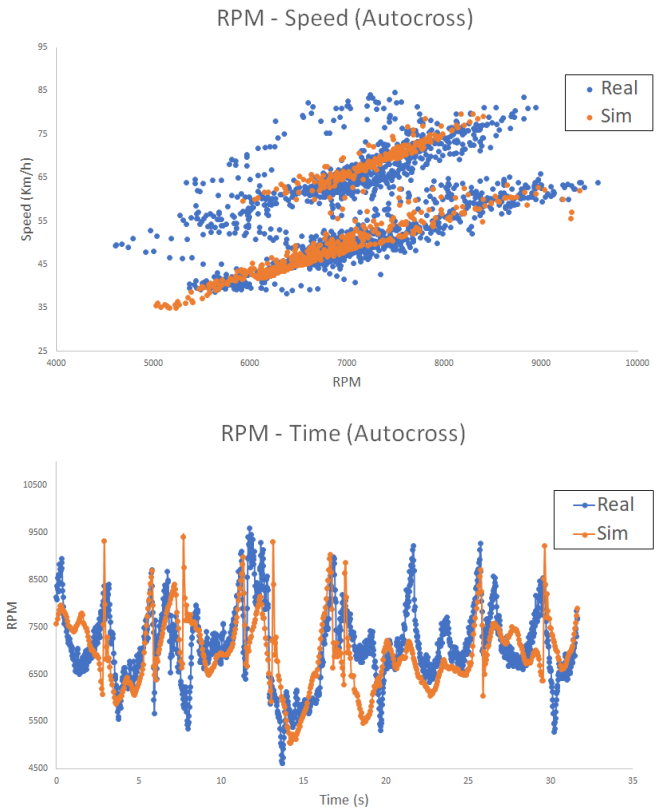 RPM - Speed (Autocross)
95
85
75
65
55
45
35
25
Speed (Km/h)
Real
Sim
4000 5000 6000 7000 8000 9000 10000
RPM
RPM - Time (Autocross)
10500
9500
8500
7500
6500
5500
4500
RPM
Real
Sim
0 5 10 15 20 25 30 35
Time (s)